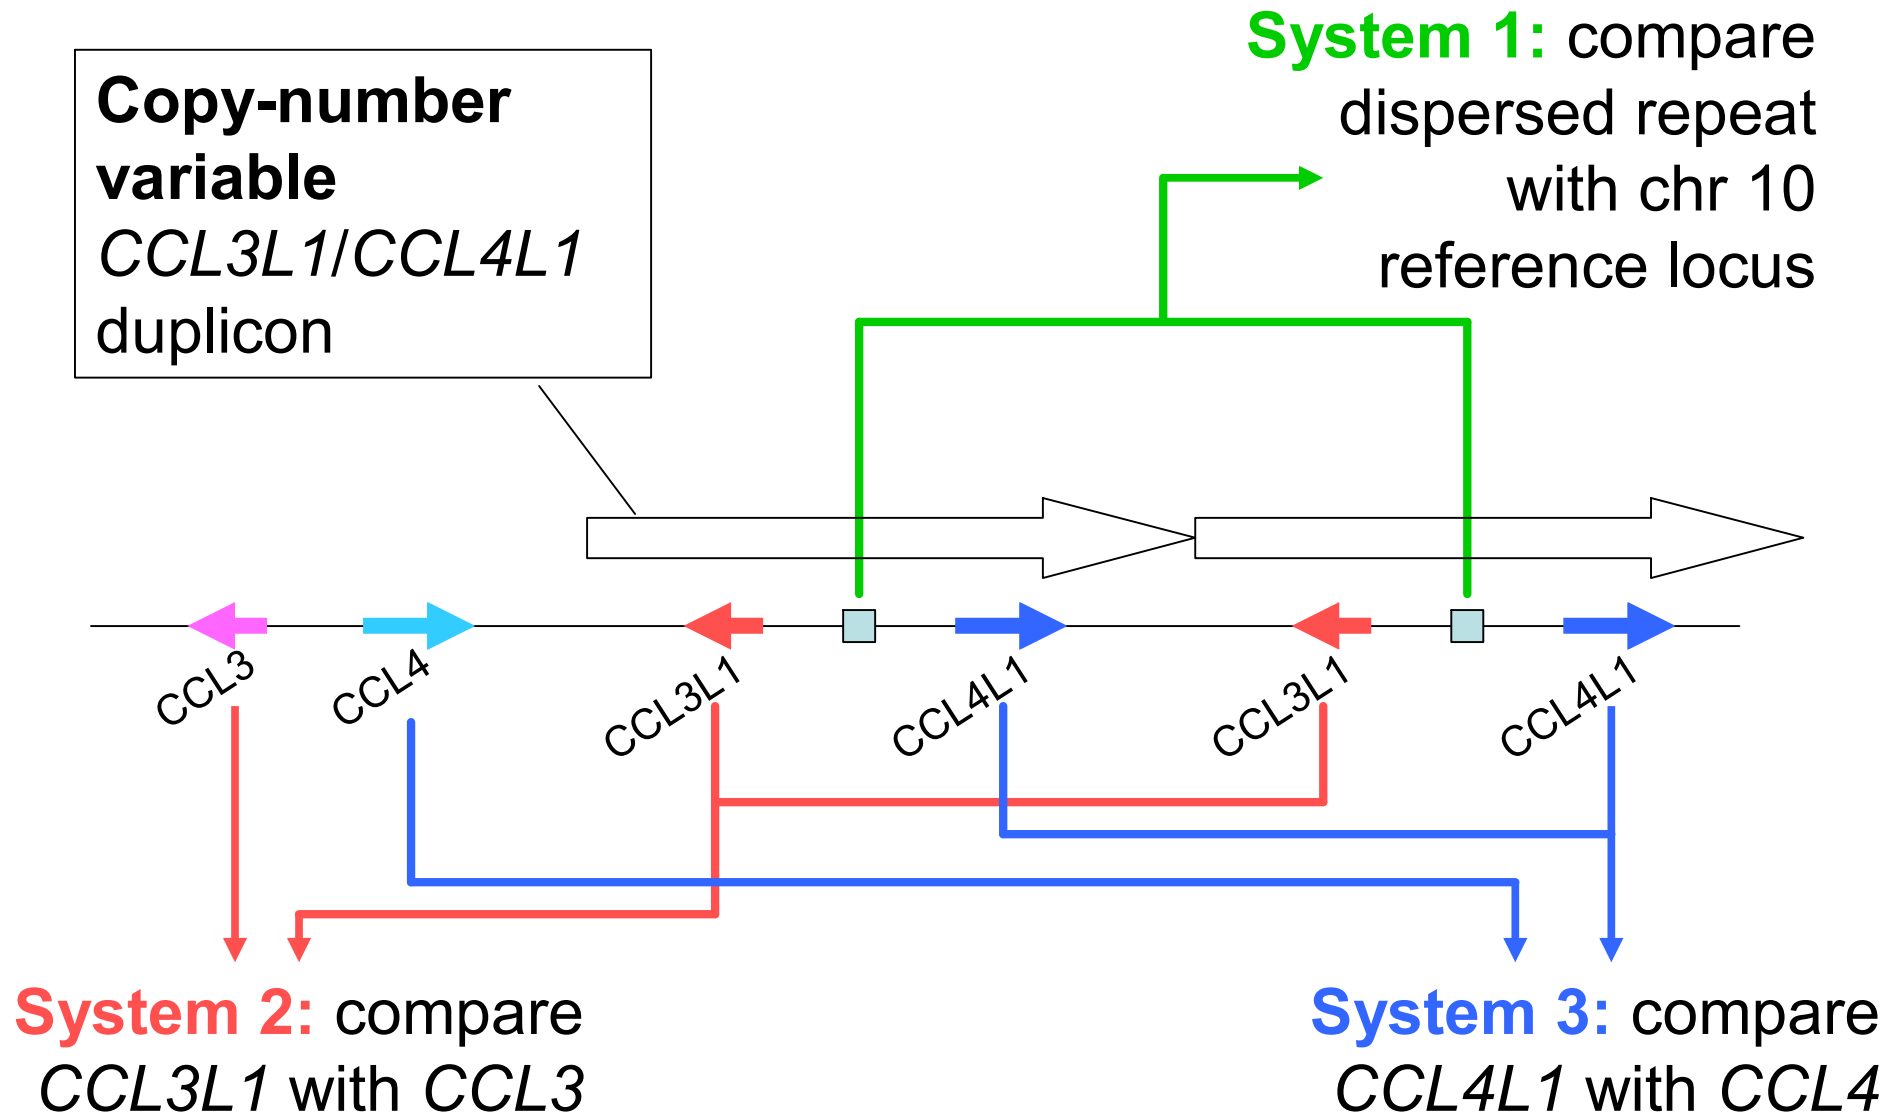 System 1: compare
dispersed repeat
with chr 10
reference locus
Copy-number
variable
CCL3L1/CCL4L1
duplicon
CCL3
CCL4
CCL3L1
CCL4L1
CCL3L1
CCL4L1
System 2: compare
CCL3L1 with CCL3
System 3: compare
CCL4L1 with CCL4